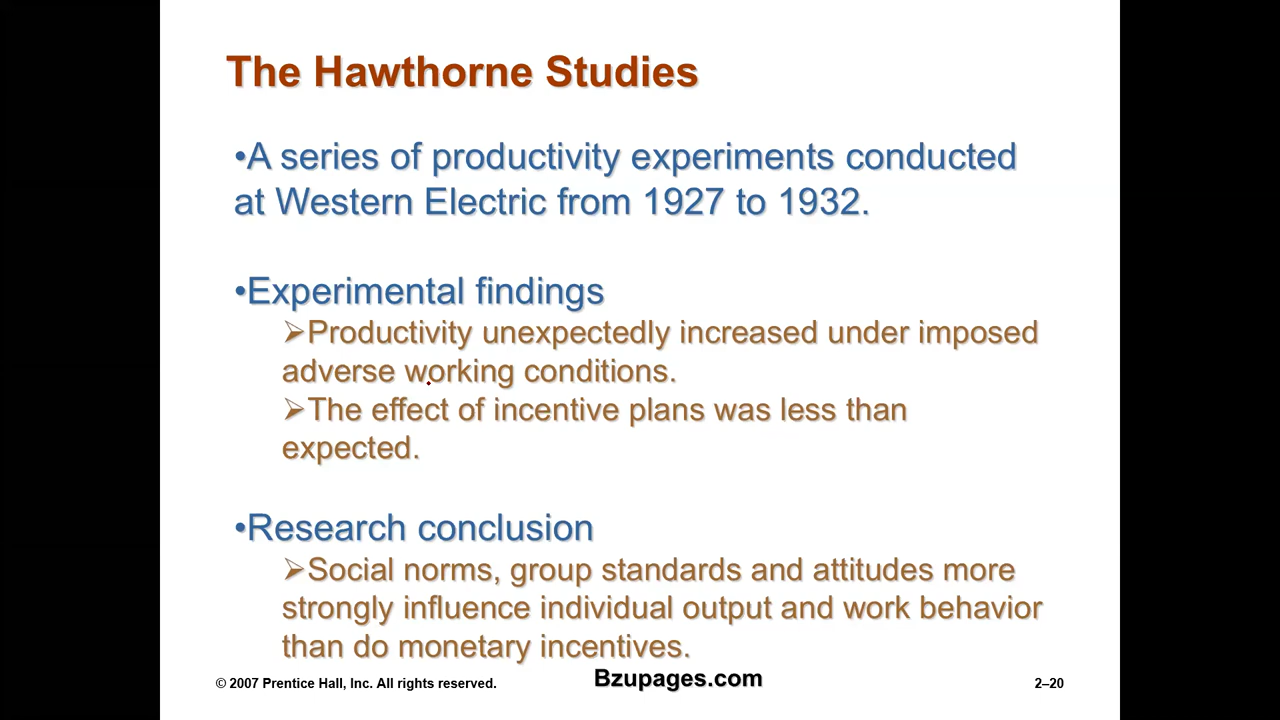 The Hawthorne Studies
•A series of productivity experiments conducted
at Western Electric from 1927 to 1932.
•Experimental findings
➢Productivity unexpectedly increased under imposed
adverse working conditions.
➢The effect of incentive plans was less than
expected.
•Research conclusion
➢Social norms, group standards and attitudes more
strongly influence individual output and work behavior
than do monetary incentives.
© 2007 Prentice Hall, Inc. All rights reserved. Bzupages.com 2–20